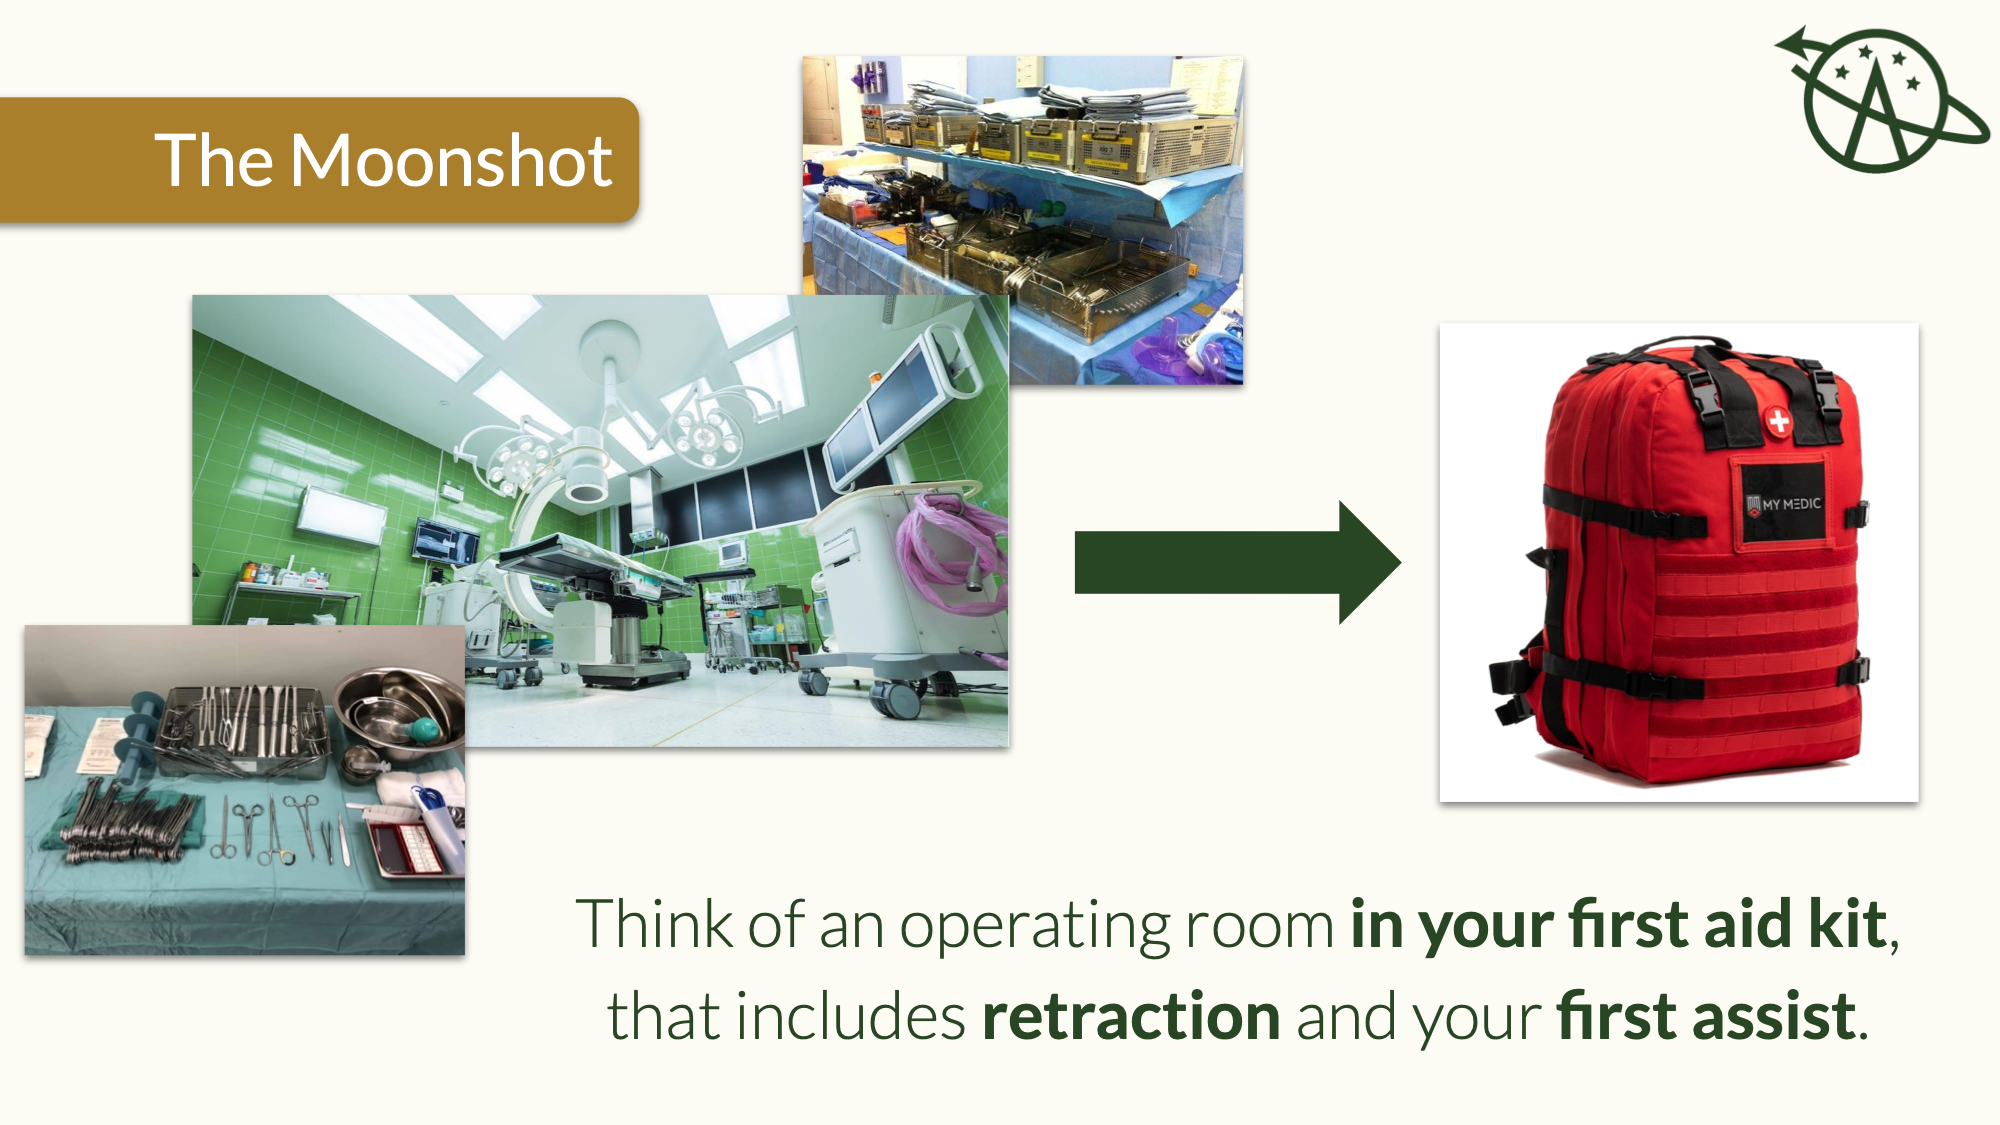 The Moonshot
MY MEDIC
Think of an operating room in your first aid kit,
that includes retraction and your first assist.